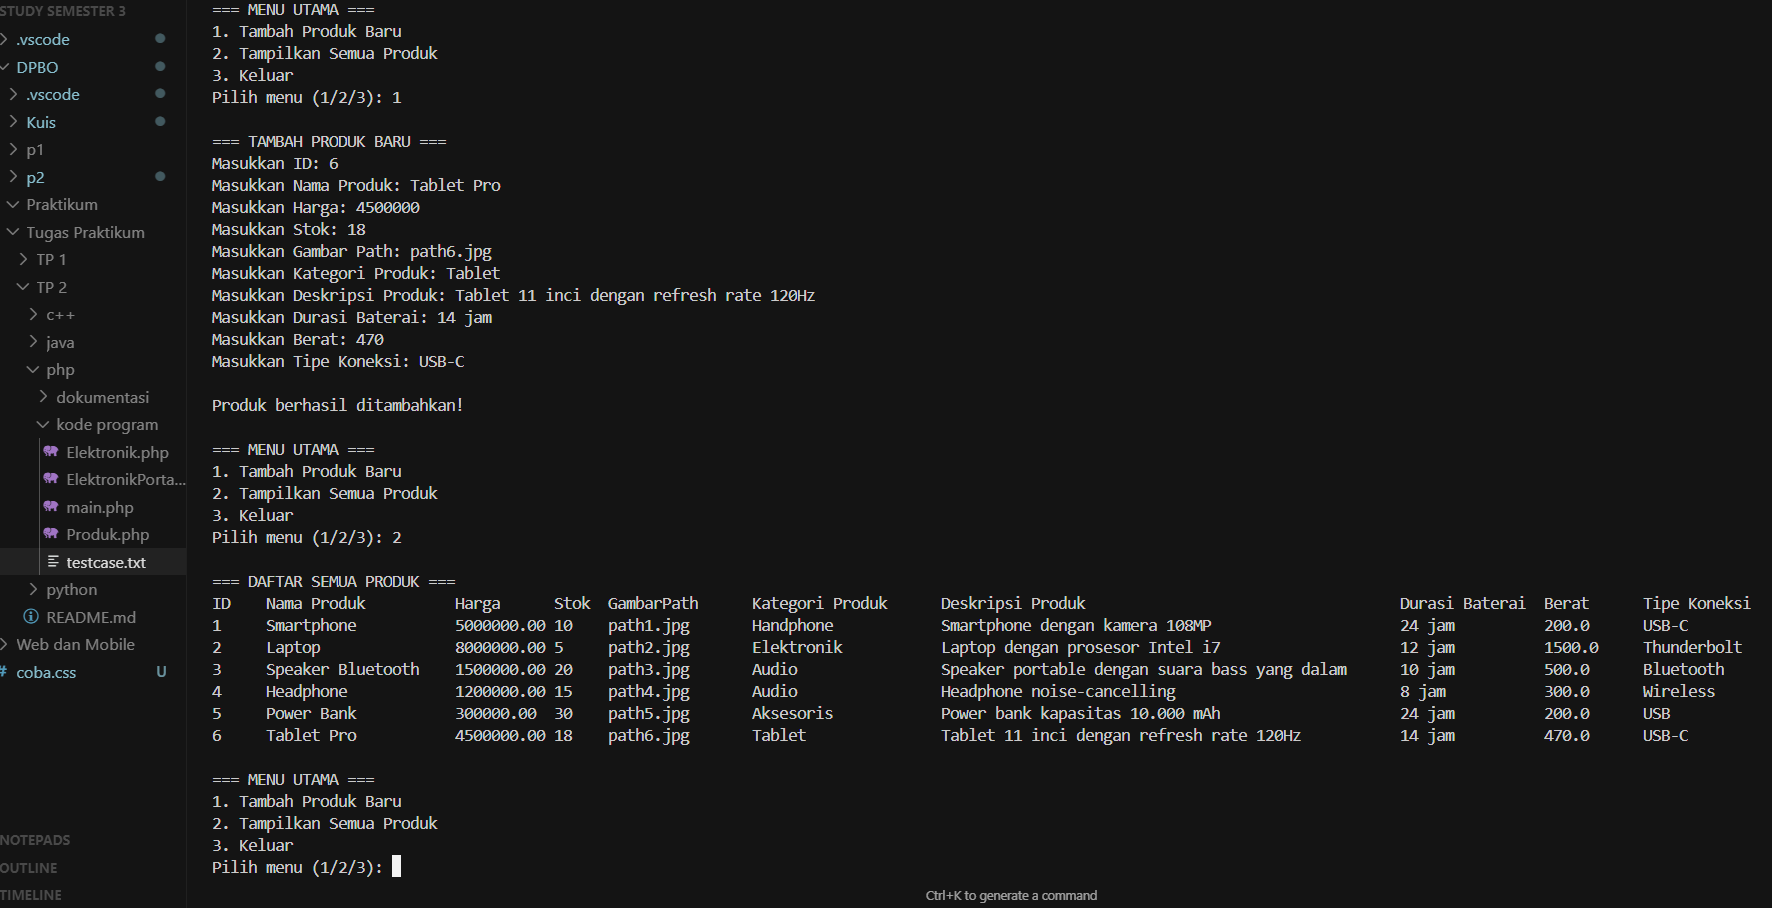 STUDY SEMESTER 3
.vscode
DPBO
.vscode
Kuis
p1
p2
Praktikum
Tugas Praktikum
TP 1
TP 2
c++
java
php
dokumentasi
kode program
Elektronik.php
ElektronikPorta...
main.php
Produk.php
testcase.txt
python
README.md
Web dan Mobile
# coba.css U
NOTEPADS
OUTLINE
TIMELINE
=== MENU UTAMA ===
1. Tambah Produk Baru
2. Tampilkan Semua Produk
3. Keluar
Pilih menu (1/2/3): 1
=== TAMBAH PRODUK BARU ===
Masukkan ID: 6
Masukkan Nama Produk: Tablet Pro
Masukkan Harga: 4500000
Masukkan Stok: 18
Masukkan Gambar Path: path6.jpg
Masukkan Kategori Produk: Tablet
Masukkan Deskripsi Produk: Tablet 11 inci dengan refresh rate 120Hz
Masukkan Durasi Baterai: 14 jam
Masukkan Berat: 470
Masukkan Tipe Koneksi: USB-C
Produk berhasil ditambahkan!
=== MENU UTAMA ===
1. Tambah Produk Baru
2. Tampilkan Semua Produk
3. Keluar
Pilih menu (1/2/3): 2
=== DAFTAR SEMUA PRODUK ===
ID Nama Produk Harga Stok GambarPath Kategori Produk Deskripsi Produk Durasi Baterai Berat Tipe Koneksi
1 Smartphone 5000000.00 10 path1.jpg Handphone Smartphone dengan kamera 108MP 24 jam 200.0 USB-C
2 Laptop 8000000.00 5 path2.jpg Elektronik Laptop dengan prosesor Intel i7 12 jam 1500.0 Thunderbolt
3 Speaker Bluetooth 1500000.00 20 path3.jpg Audio Speaker portable dengan suara bass yang dalam 10 jam 500.0 Bluetooth
4 Headphone 1200000.00 15 path4.jpg Audio Headphone noise-cancelling 8 jam 300.0 Wireless
5 Power Bank 300000.00 30 path5.jpg Aksesoris Power bank kapasitas 10.000 mAh 24 jam 200.0 USB
6 Tablet Pro 4500000.00 18 path6.jpg Tablet Tablet 11 inci dengan refresh rate 120Hz 14 jam 470.0 USB-C
=== MENU UTAMA ===
1. Tambah Produk Baru
2. Tampilkan Semua Produk
3. Keluar
Pilih menu (1/2/3):
Ctrl+K to generate a command